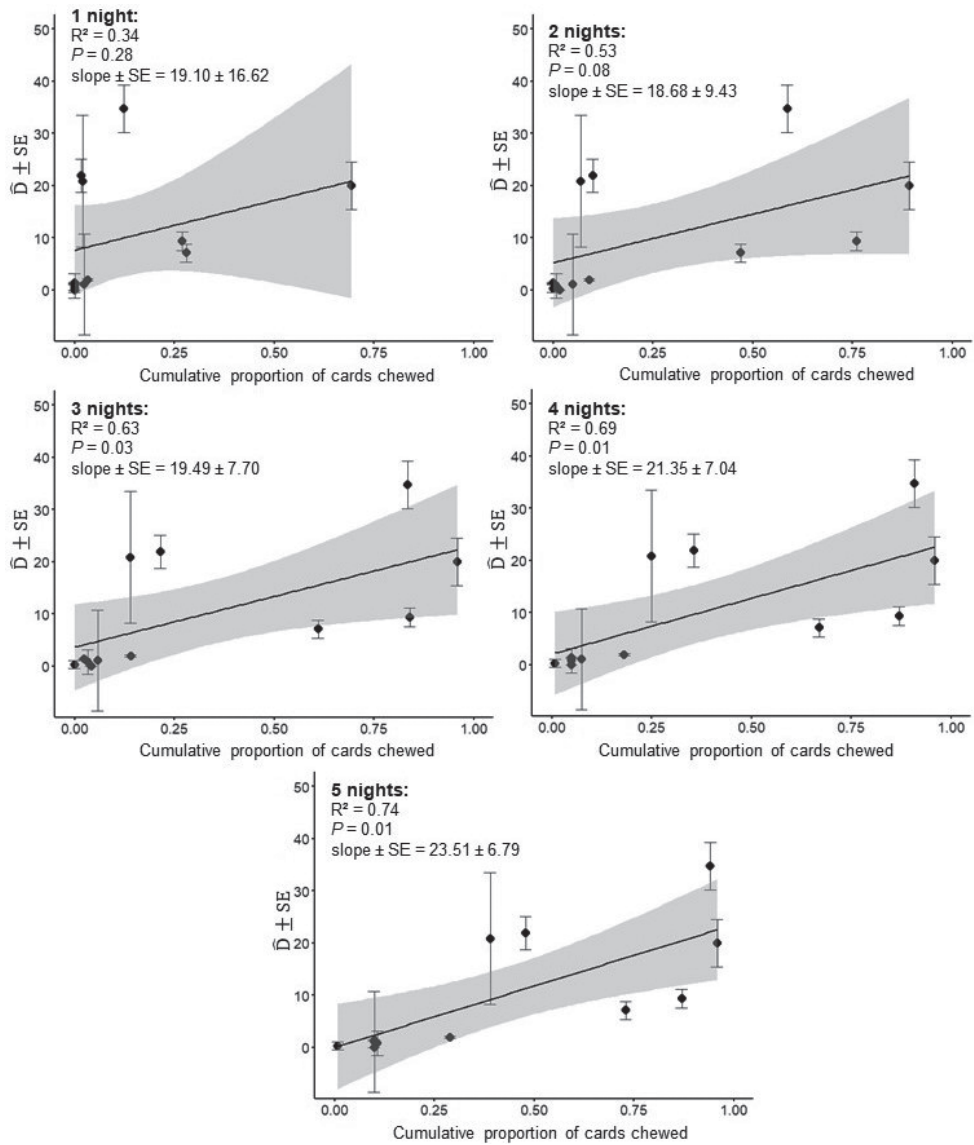 1 night:
R² = 0.34
P = 0.28
slope ± SE = 19.10 ± 16.62
50
40
30
20
10
0
D̂ ± SE
0.00 0.25 0.50 0.75 1.00
Cumulative proportion of cards chewed
2 nights:
R² = 0.53
P = 0.08
slope ± SE = 18.68 ± 9.43
50
40
30
20
10
0
D̂ ± SE
0.00 0.25 0.50 0.75 1.00
Cumulative proportion of cards chewed
3 nights:
R² = 0.63
P = 0.03
slope ± SE = 19.49 ± 7.70
50
40
30
20
10
0
D̂ ± SE
0.00 0.25 0.50 0.75 1.00
Cumulative proportion of cards chewed
4 nights:
R² = 0.69
P = 0.01
slope ± SE = 21.35 ± 7.04
50
40
30
20
10
0
D̂ ± SE
0.00 0.25 0.50 0.75 1.00
Cumulative proportion of cards chewed
5 nights:
R² = 0.74
P = 0.01
slope ± SE = 23.51 ± 6.79
50
40
30
20
10
0
D̂ ± SE
0.00 0.25 0.50 0.75 1.00
Cumulative proportion of cards chewed